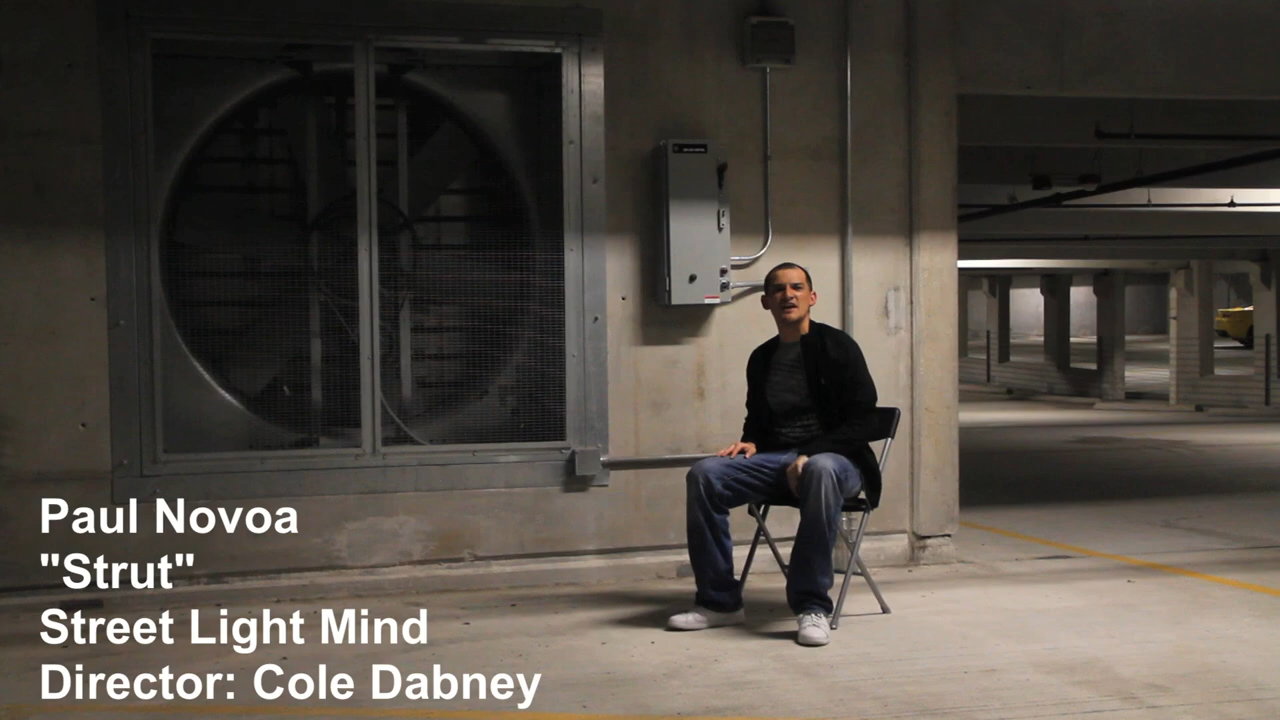 Paul Novoa
"Strut"
Street Light Mind
Director: Cole Dabney